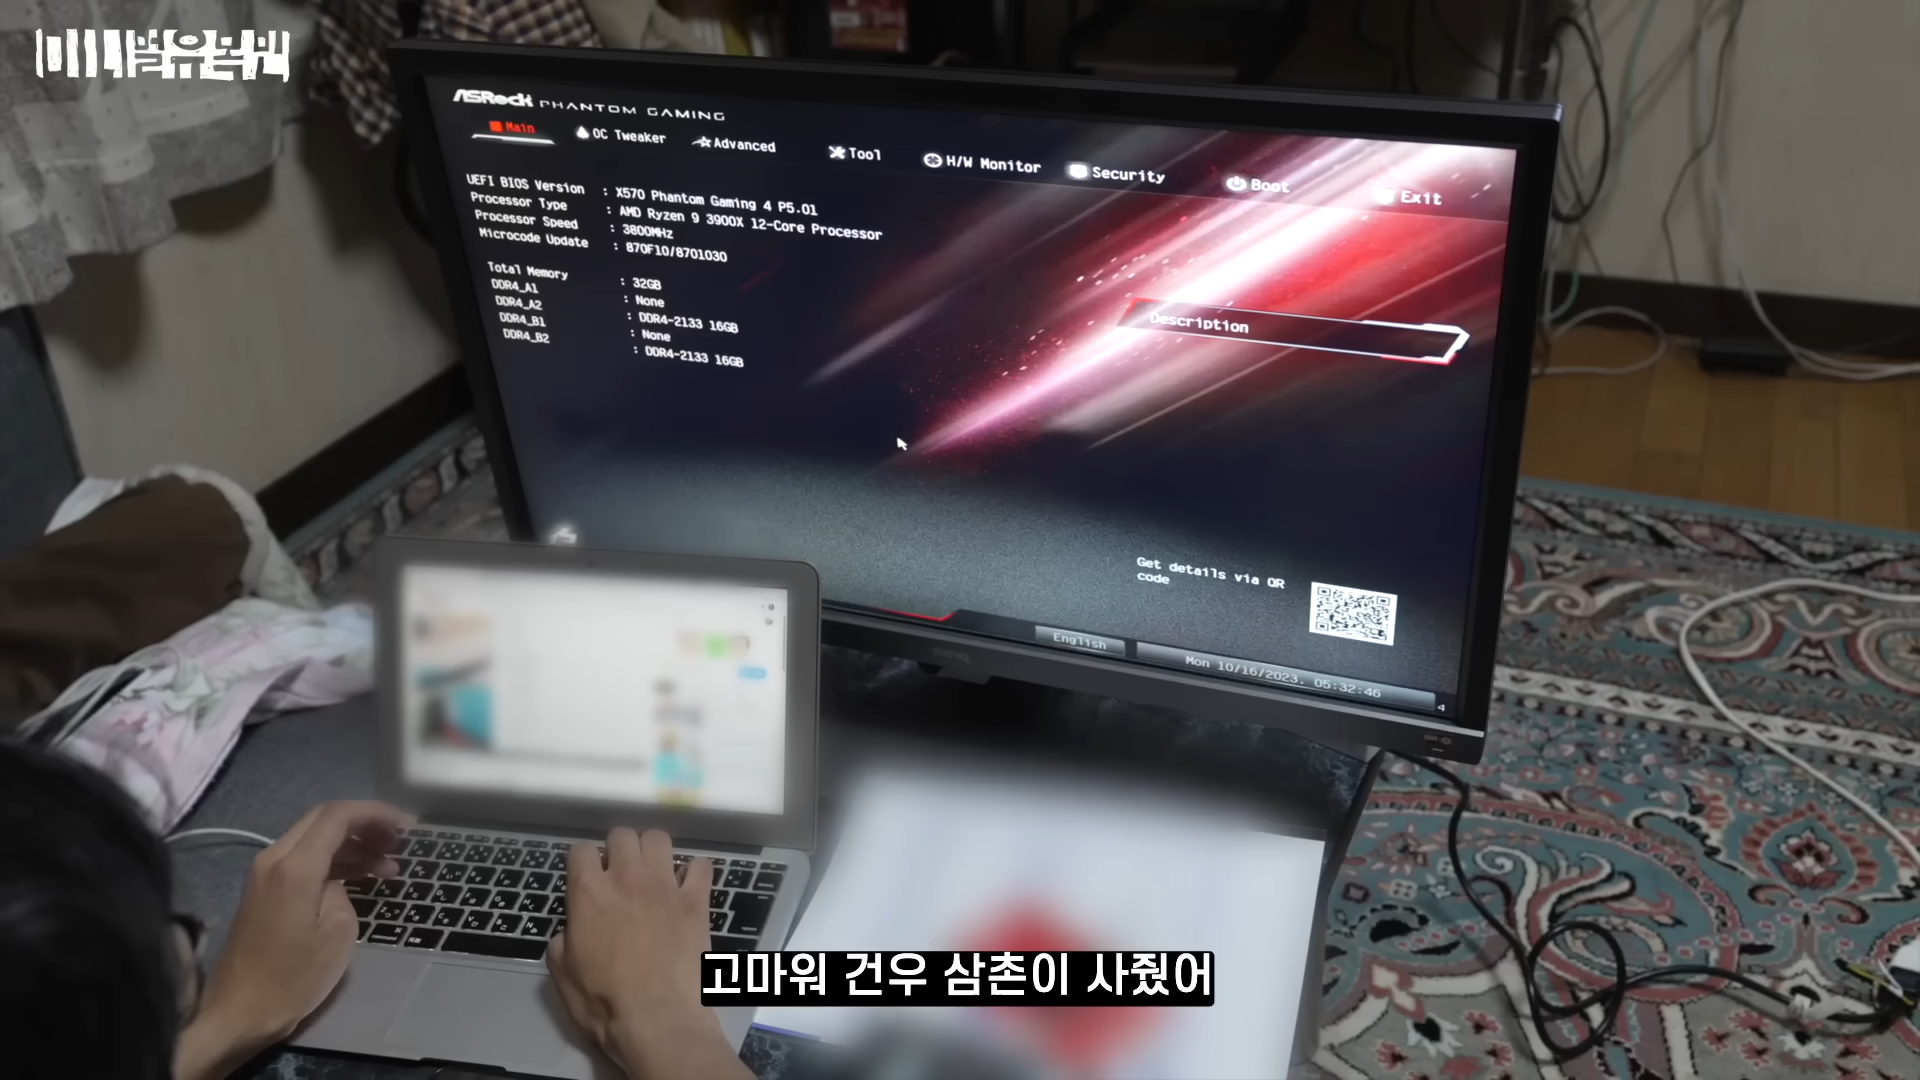 ASRock PHANTOM GAMING
Main
OC Tweaker
Advanced
Tool
H/W Monitor
Security
Boot
Exit
UEFI BIOS Version : X570 Phantom Gaming 4 P5.01
Processor Type : AMD Ryzen 9 3900X 12-Core Processor
Processor Speed : 3800MHz
Microcode Update : 870F10/8701030
Total Memory : 32GB
DDR4_A1 : None
DDR4_A2 : DDR4-2133 16GB
DDR4_B1 : None
DDR4_B2 : DDR4-2133 16GB
Description
Get details via QR
code
English
Mon 10/16/2023. 05:32:46
BenQ
고마워 건우 삼촌이 사줬어